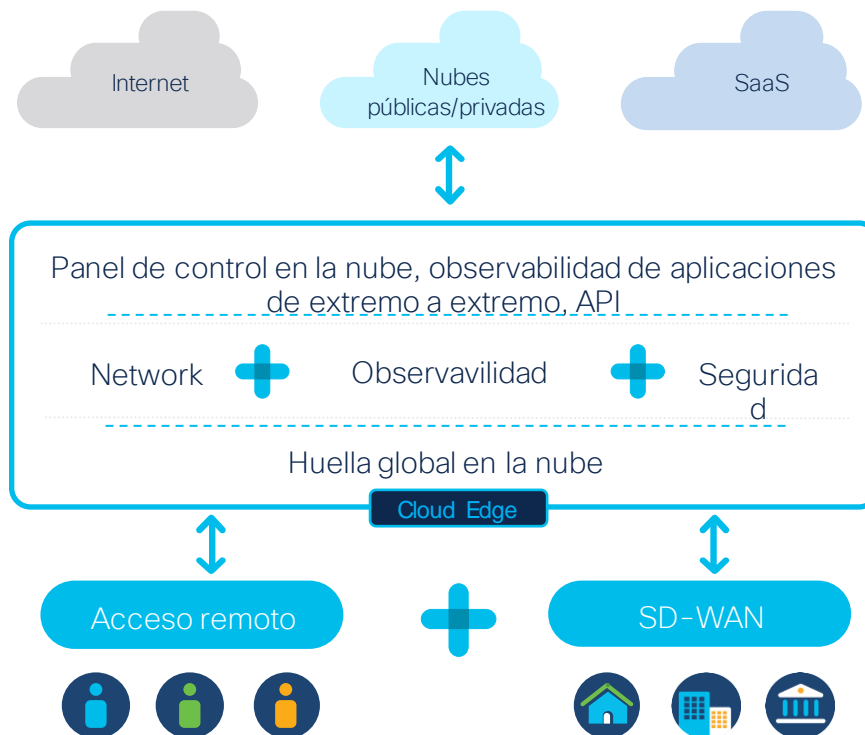 Internet
Nubes
públicas/privadas
SaaS
Panel de control en la nube, observabilidad de aplicaciones
de extremo a extremo, API
Network
Observavilidad
Segurida
d
Huella global en la nube
Cloud Edge
Acceso remoto
SD-WAN